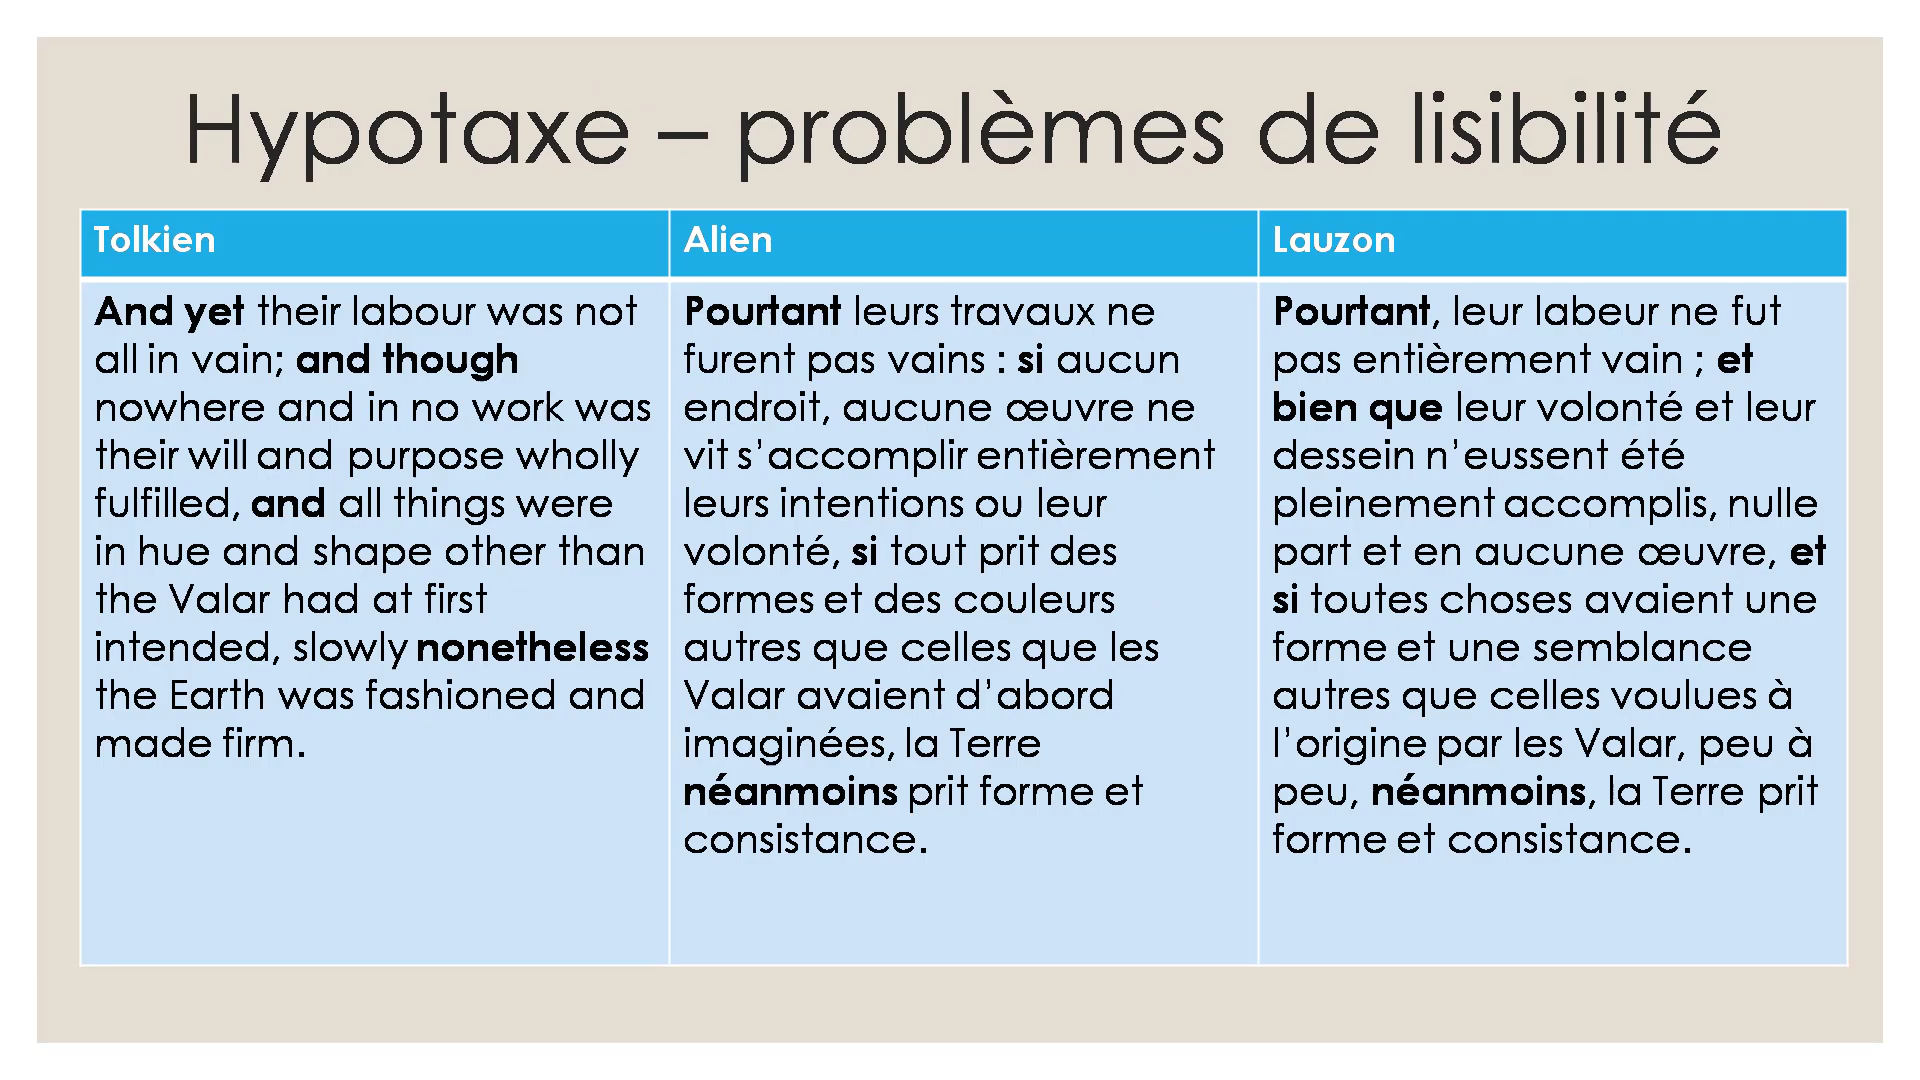 Hypotaxe – problèmes de lisibilité
Tolkien
And yet their labour was not
all in vain; and though
nowhere and in no work was
their will and purpose wholly
fulfilled, and all things were
in hue and shape other than
the Valar had at first
intended, slowly nonetheless
the Earth was fashioned and
made firm.
Alien
Pourtant leurs travaux ne
furent pas vains : si aucun
endroit, aucune œuvre ne
vit s’accomplir entièrement
leurs intentions ou leur
volonté, si tout prit des
formes et des couleurs
autres que celles que les
Valar avaient d’abord
imaginées, la Terre
néanmoins prit forme et
consistance.
Lauzon
Pourtant, leur labeur ne fut
pas entièrement vain ; et
bien que leur volonté et leur
dessein n’eussent été
pleinement accomplis, nulle
part et en aucune œuvre, et
si toutes choses avaient une
forme et une semblance
autres que celles voulues à
l’origine par les Valar, peu à
peu, néanmoins, la Terre prit
forme et consistance.